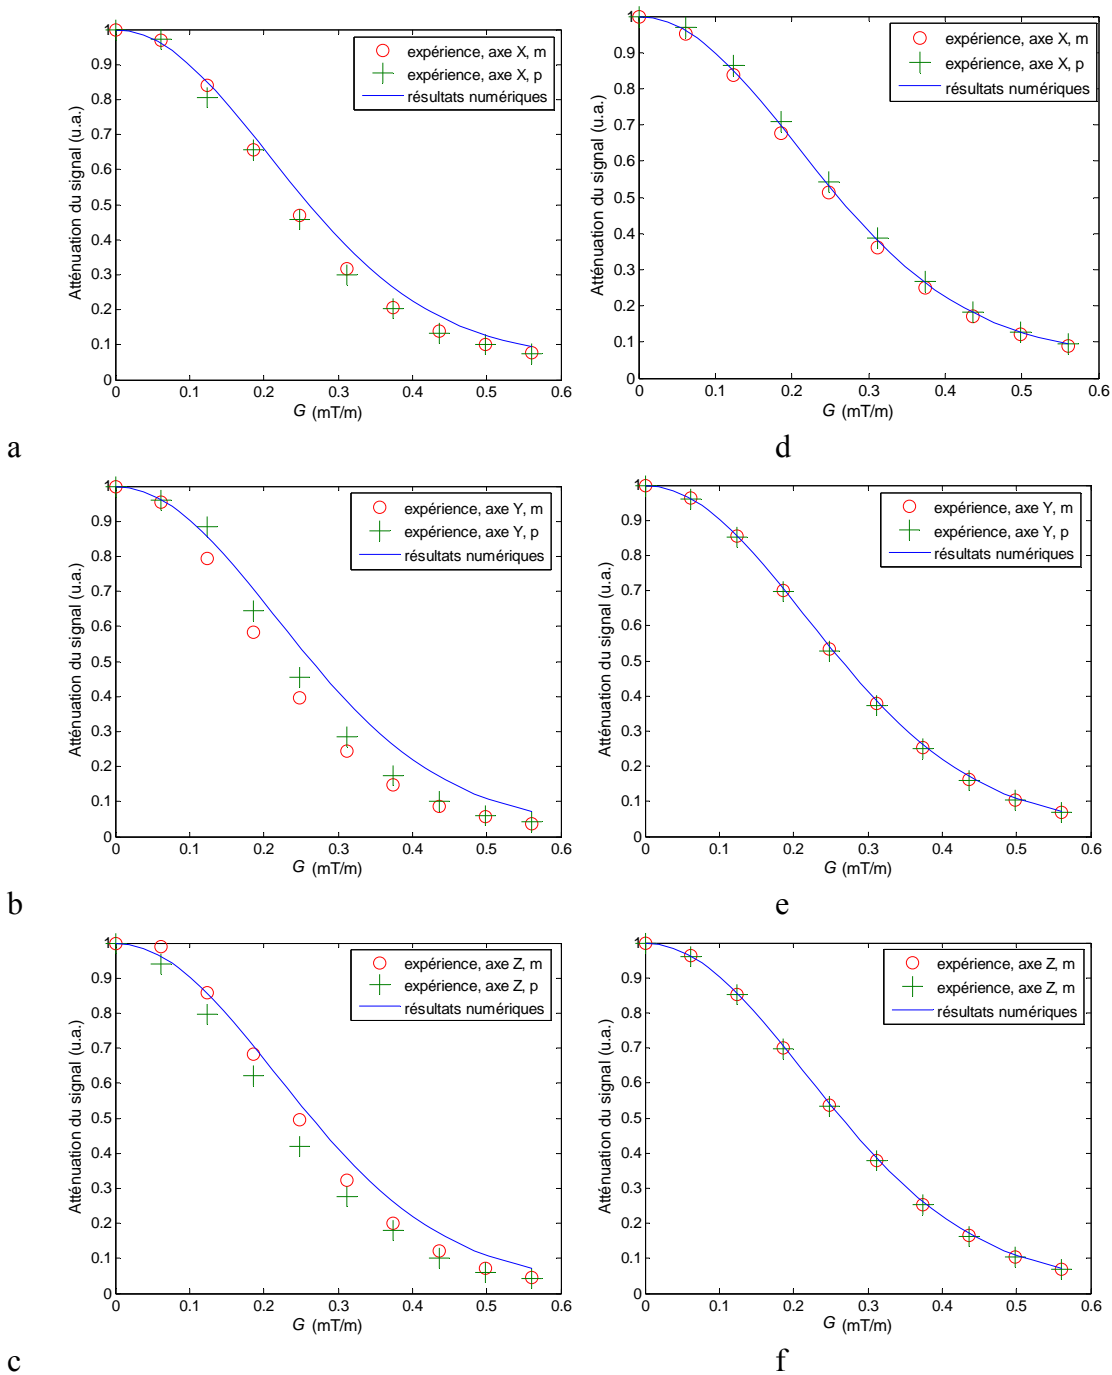 1
0.9
0.8
0.7
0.6
0.5
0.4
0.3
0.2
0.1
0
0 0.1 0.2 0.3 0.4 0.5 0.6
G (mT/m)
Atténuation du signal (u.a.)
expérience, axe X, m
expérience, axe X, p
résultats numériques
a
1
0.9
0.8
0.7
0.6
0.5
0.4
0.3
0.2
0.1
0
0 0.1 0.2 0.3 0.4 0.5 0.6
G (mT/m)
Atténuation du signal (u.a.)
expérience, axe X, m
expérience, axe X, p
résultats numériques
d
1
0.9
0.8
0.7
0.6
0.5
0.4
0.3
0.2
0.1
0
0 0.1 0.2 0.3 0.4 0.5 0.6
G (mT/m)
Atténuation du signal (u.a.)
expérience, axe Y, m
expérience, axe Y, p
résultats numériques
b
1
0.9
0.8
0.7
0.6
0.5
0.4
0.3
0.2
0.1
0
0 0.1 0.2 0.3 0.4 0.5 0.6
G (mT/m)
Atténuation du signal (u.a.)
expérience, axe Y, m
expérience, axe Y, p
résultats numériques
e
1
0.9
0.8
0.7
0.6
0.5
0.4
0.3
0.2
0.1
0
0 0.1 0.2 0.3 0.4 0.5 0.6
G (mT/m)
Atténuation du signal (u.a.)
expérience, axe Z, m
expérience, axe Z, p
résultats numériques
c
1
0.9
0.8
0.7
0.6
0.5
0.4
0.3
0.2
0.1
0
0 0.1 0.2 0.3 0.4 0.5 0.6
G (mT/m)
Atténuation du signal (u.a.)
expérience, axe Z, m
expérience, axe Z, m
résultats numériques
f